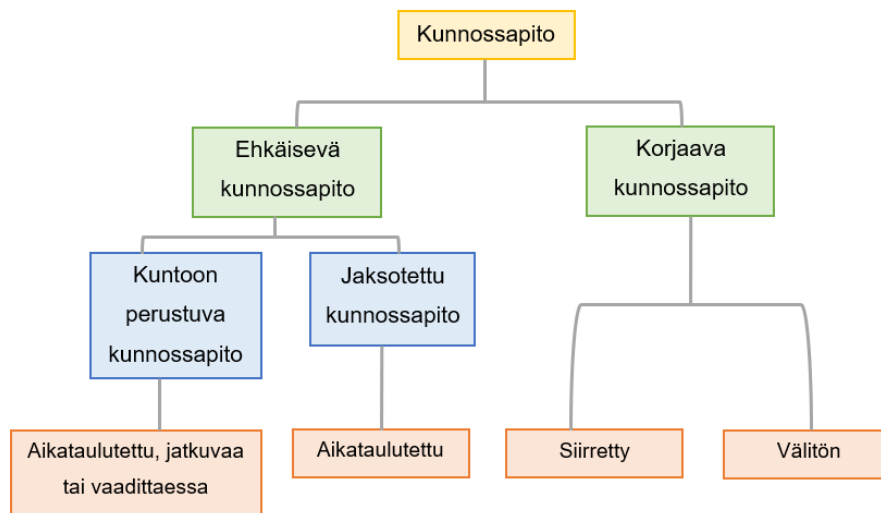 Kunnossapito
Ehkäisevä
kunnossapito
Korjaava
kunnossapito
Kuntoon
perustuva
kunnossapito
Jaksotettu
kunnossapito
Aikataulutettu, jatkuvaa
tai vaadittaessa
Aikataulutettu
Siirretty
Välitön